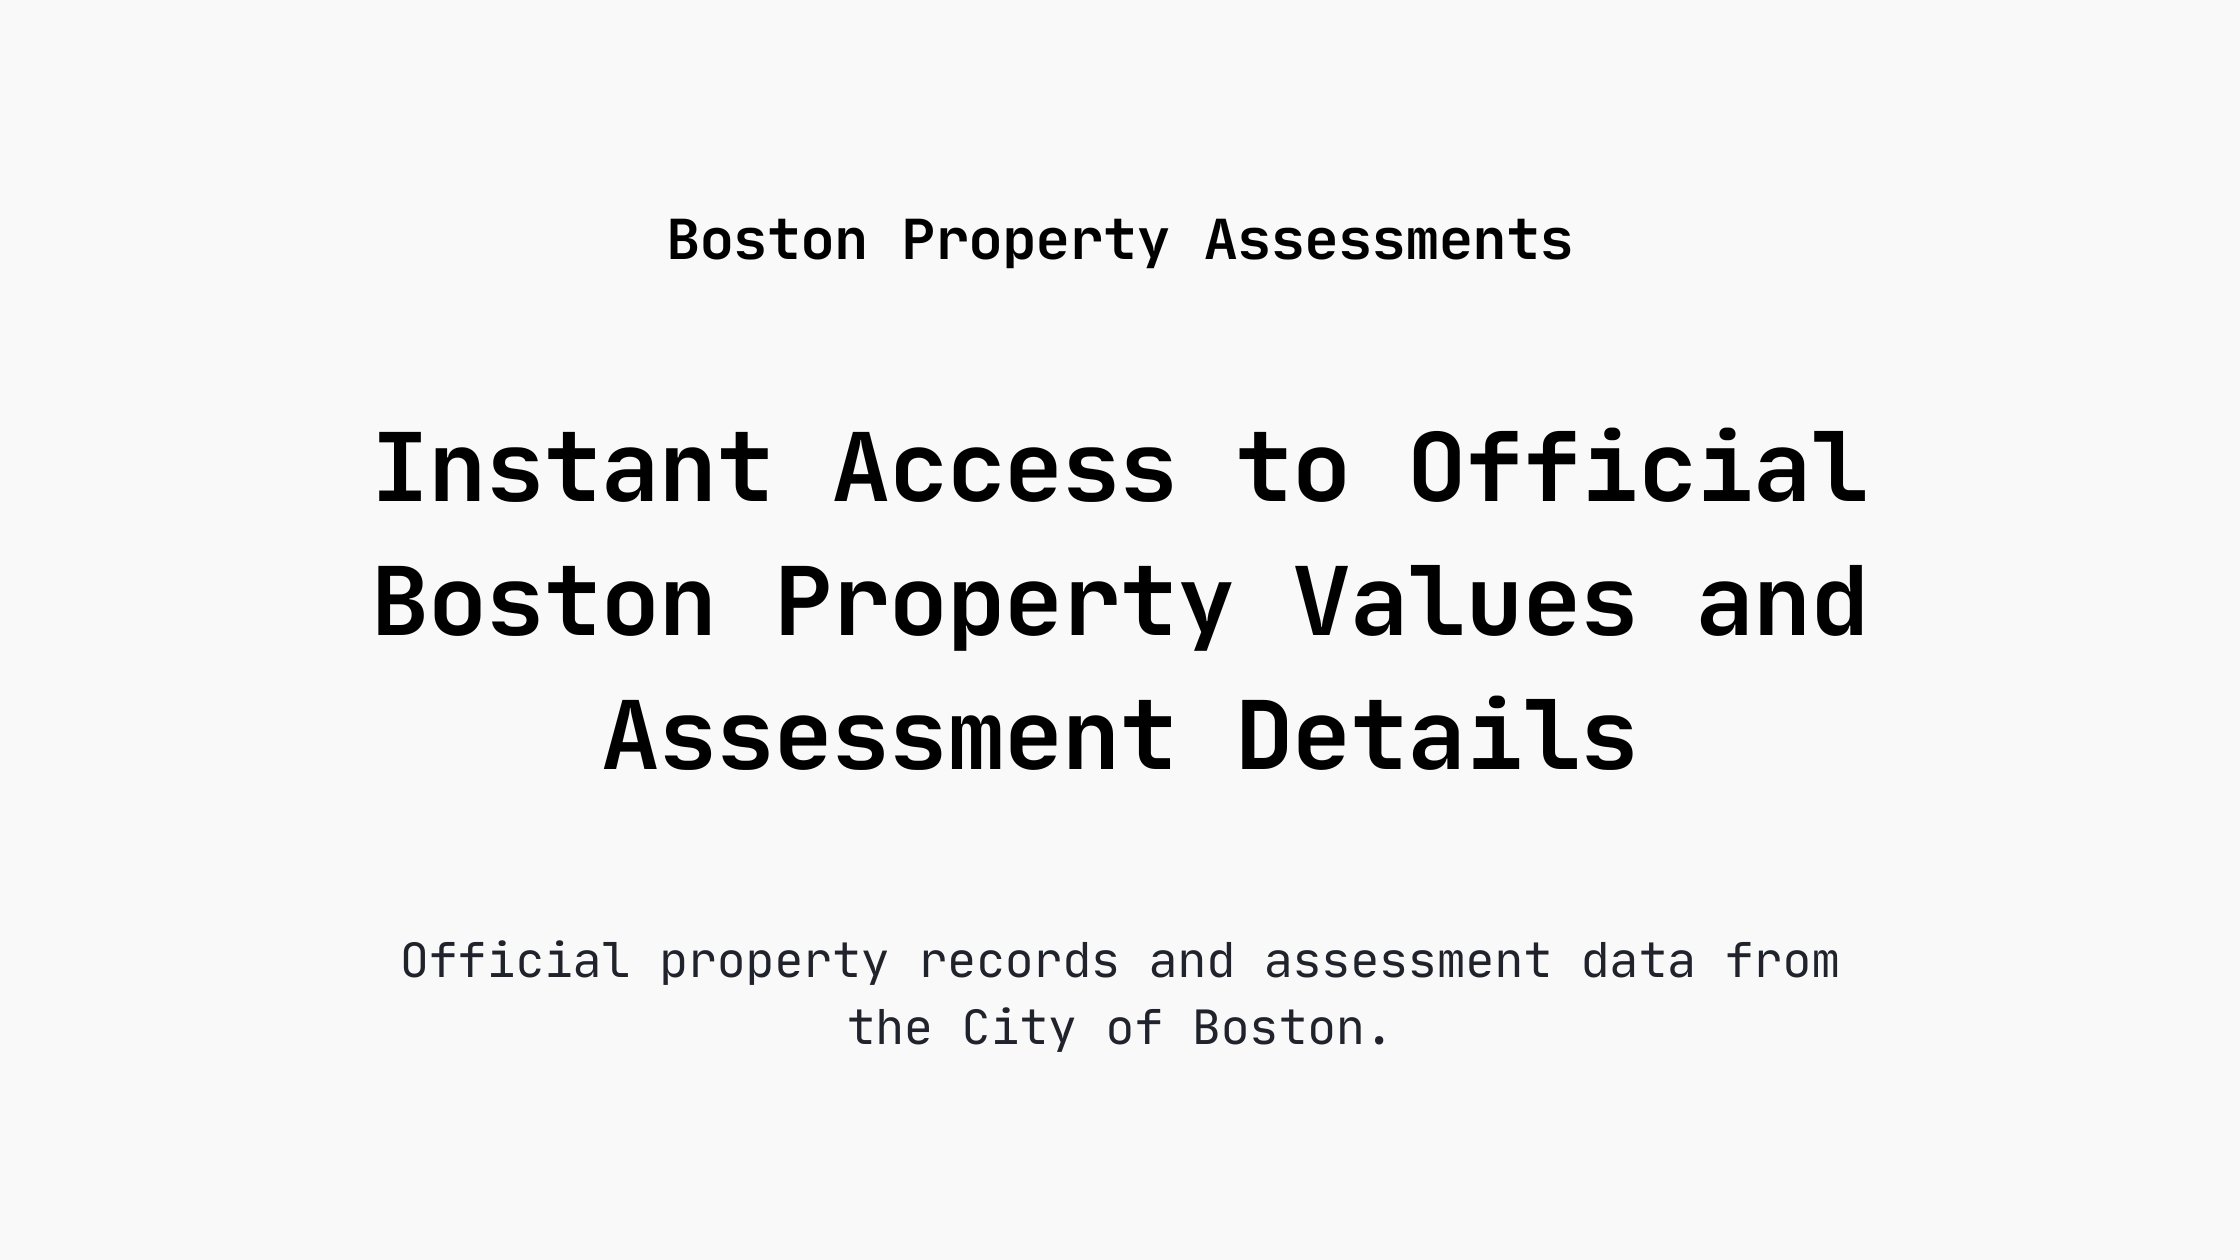 Boston Property Assessments
Instant Access to Official
Boston Property Values and
Assessment Details
Official property records and assessment data from
the City of Boston.